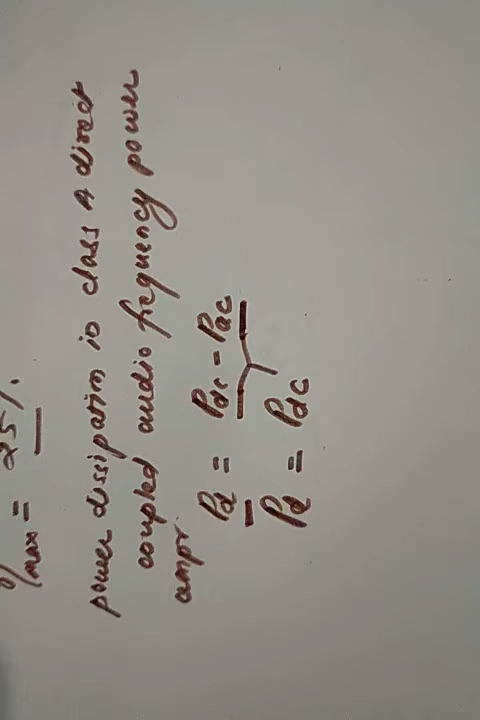 max = 25%
power dissipation in class A direct
coupled audio frequency power
ampr.
Pd = Pdc - Pac
Pd = Pdc